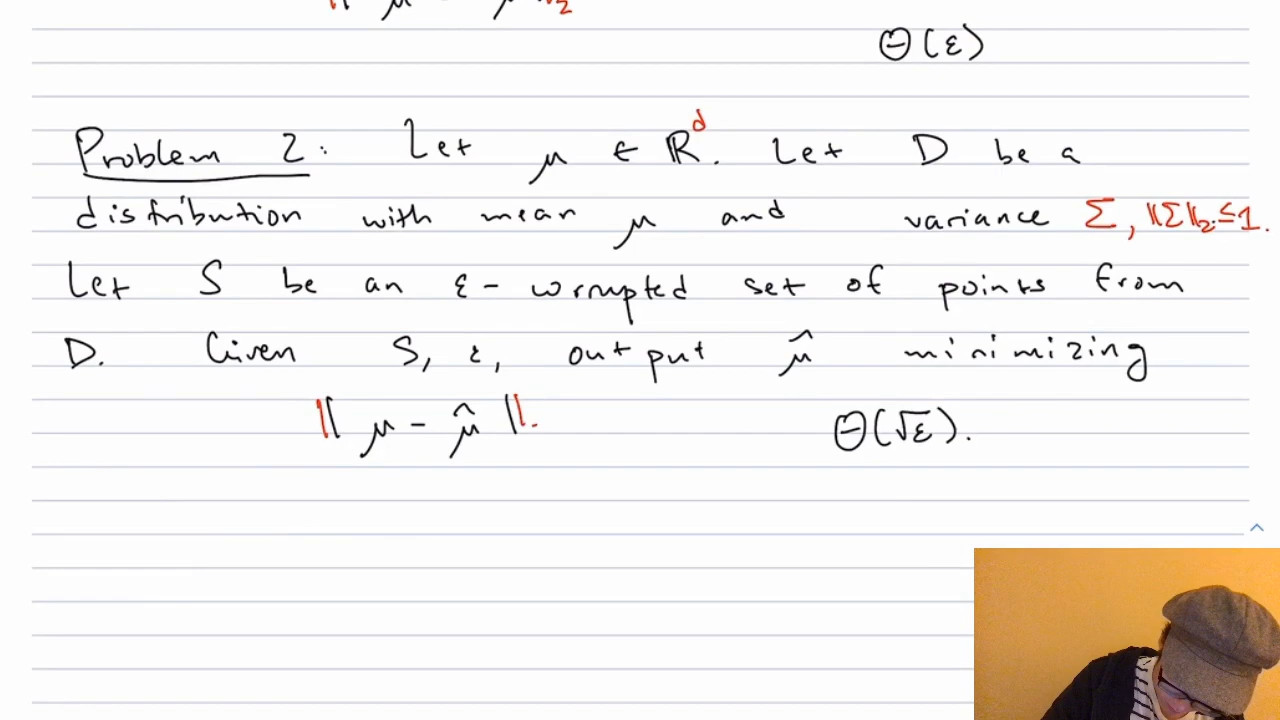 Θ(ε)
Problem 2: Let μ ∈ ℝᵈ. Let D be a
distribution with mean μ and variance Σ, ‖Σ‖₂ ≤ 1.
Let S be an ε-corrupted set of points from
D. Given S, ε, output μ̂ minimizing
‖μ - μ̂‖. Θ(√ε).